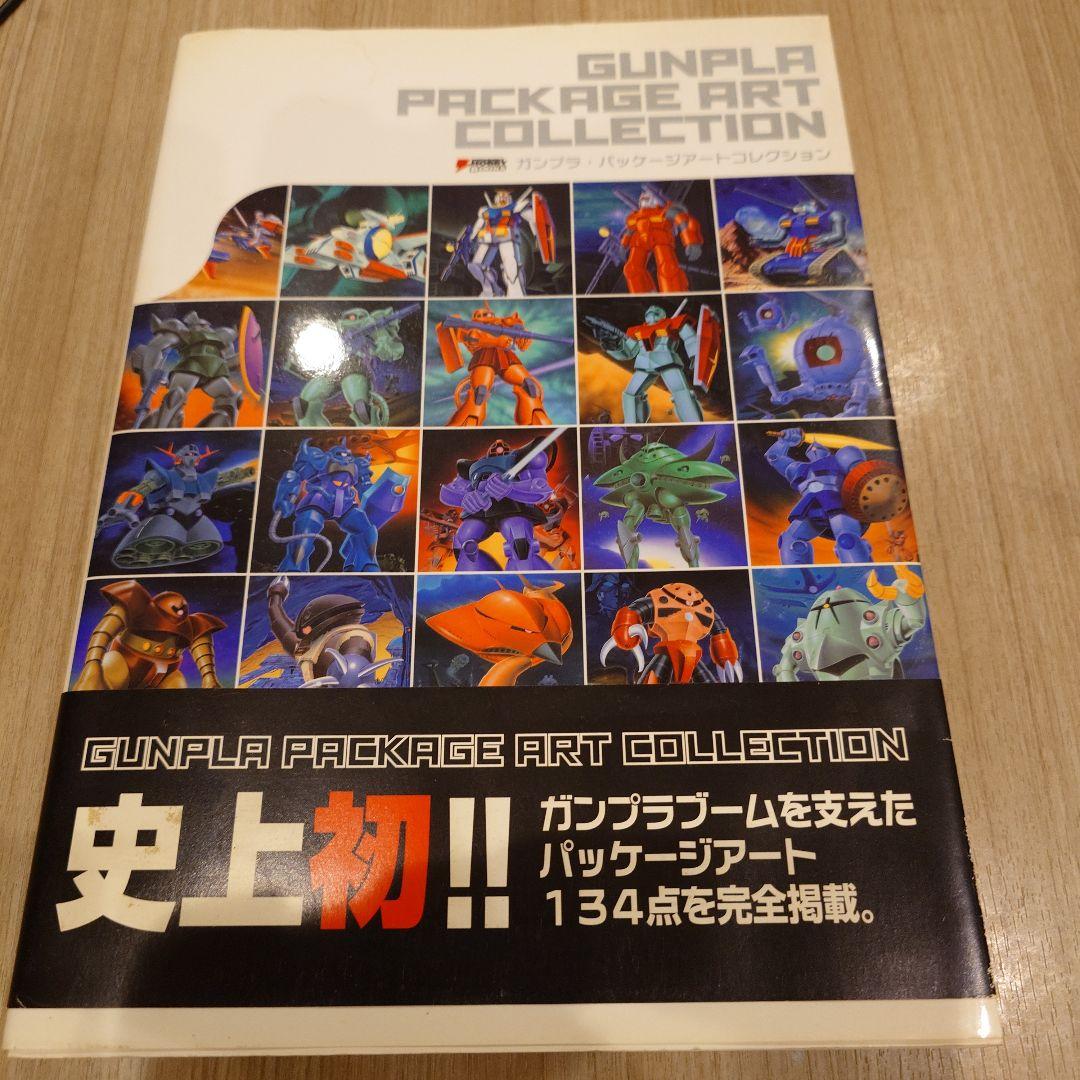 GUNPLA
PACKAGE ART
COLLECTION
HOBBY BOOKS ガンプラ・パッケージアートコレクション
GUNPLA PACKAGE ART COLLECTION
史上初!!
ガンプラブームを支えた
パッケージアート
134点を完全掲載。